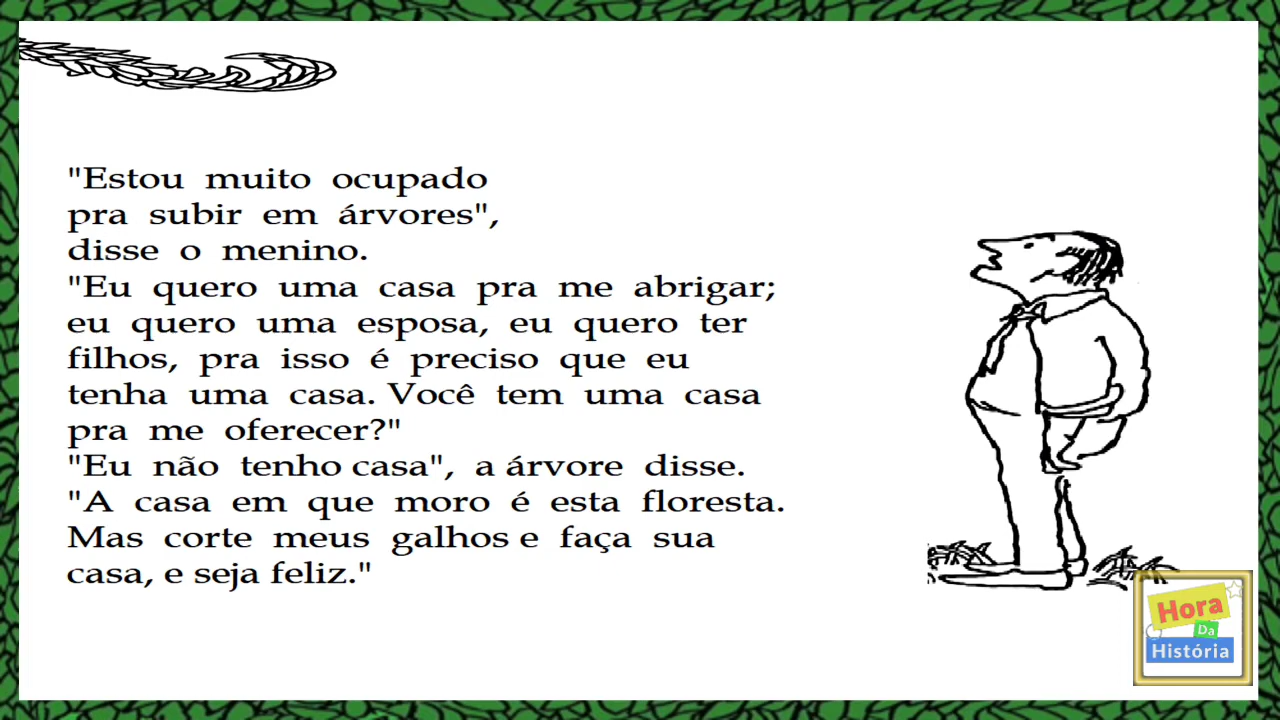 "Estou muito ocupado
pra subir em árvores",
disse o menino.
"Eu quero uma casa pra me abrigar;
eu quero uma esposa, eu quero ter
filhos, pra isso é preciso que eu
tenha uma casa. Você tem uma casa
pra me oferecer?"
"Eu não tenho casa", a árvore disse.
"A casa em que moro é esta floresta.
Mas corte meus galhos e faça sua
casa, e seja feliz."
Hora
Da
História